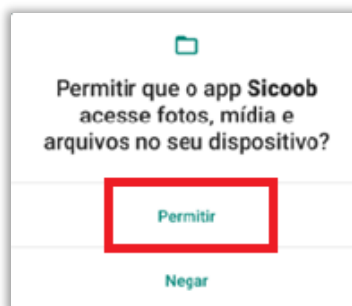 Permitir que o app Sicoob
acesse fotos, mídia e
arquivos no seu dispositivo?
Permitir
Negar